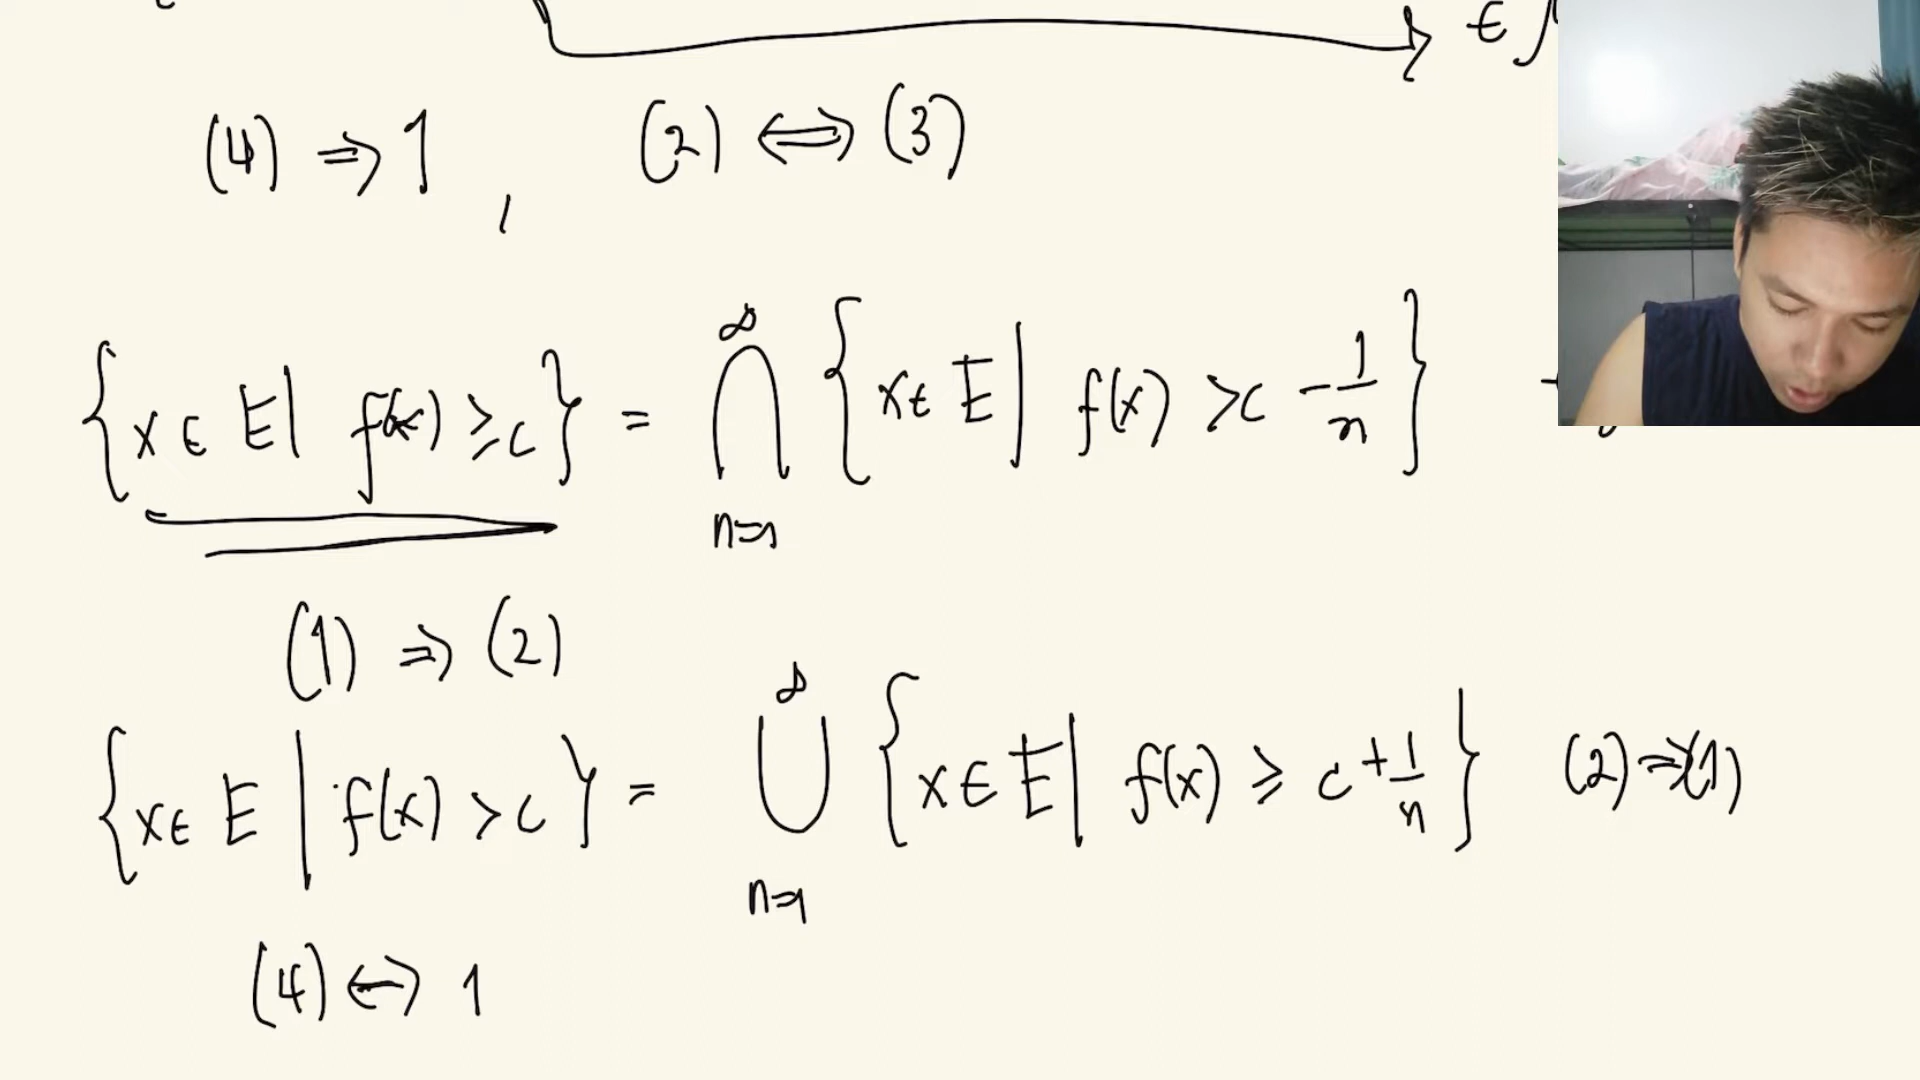 ∈
(4) ⇒ 1 , (2) ⟺ (3)
{x ∈ E | f(x) ≥ c} = ⋂_{n=1}^{∞} {x ∈ E | f(x) > c - 1/n}
(1) ⇒ (2)
{x ∈ E | f(x) > c} = ⋃_{n=1}^{∞} {x ∈ E | f(x) ≥ c + 1/n} (2) ⇒ (1)
(4) ↔ 1